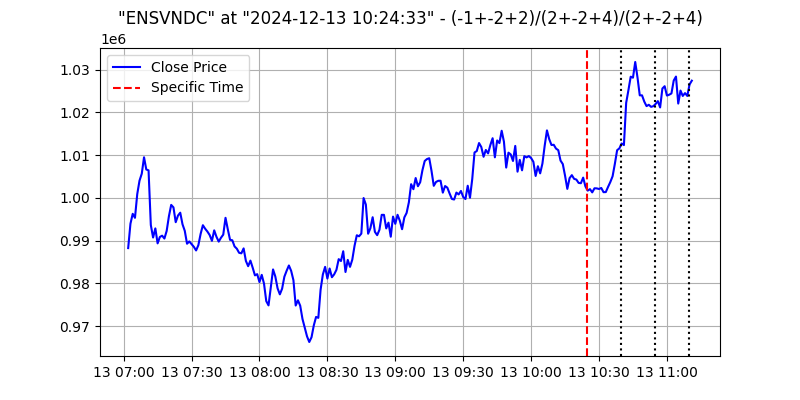 "ENSVNDC" at "2024-12-13 10:24:33" - (-1+-2+2)/(2+-2+4)/(2+-2+4)
1e6
Close Price
Specific Time
1.03
1.02
1.01
1.00
0.99
0.98
0.97
13 07:00 13 07:30 13 08:00 13 08:30 13 09:00 13 09:30 13 10:00 13 10:30 13 11:00